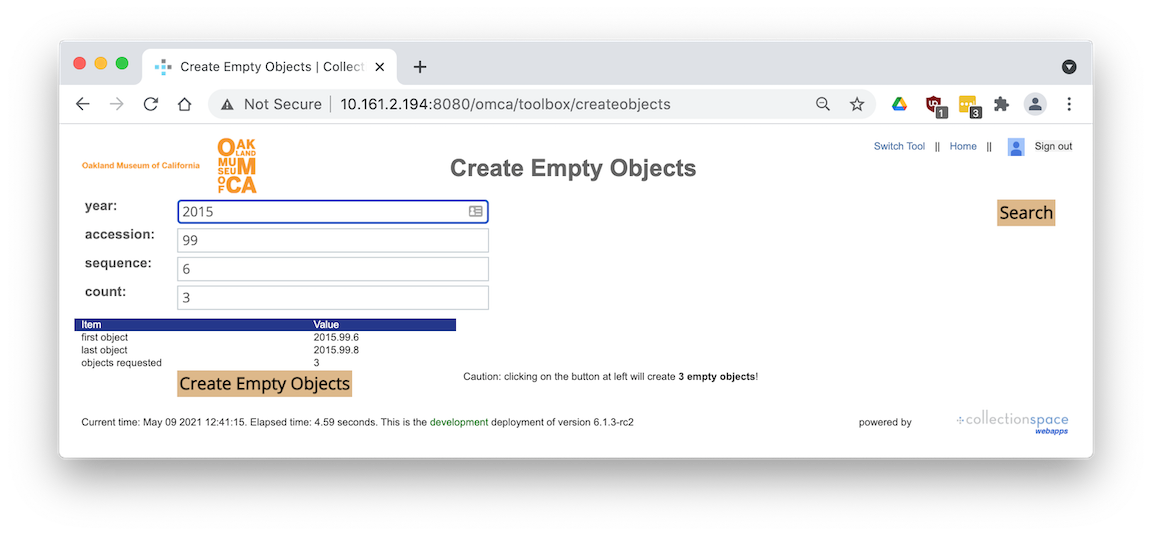 Create Empty Objects | Collect
Not Secure | 10.161.2.194:8080/omca/toolbox/createobjects
1
3
Oakland Museum of California
OAK
LAND
MU
SEUM
OF
CA
Create Empty Objects
Switch Tool || Home || Sign out
year: 2015
Search
accession: 99
sequence: 6
count: 3
Item Value
first object 2015.99.6
last object 2015.99.8
objects requested 3
Create Empty Objects
Caution: clicking on the button at left will create 3 empty objects!
Current time: May 09 2021 12:41:15. Elapsed time: 4.59 seconds. This is the development deployment of version 6.1.3-rc2
powered by
collectionspace
webapps